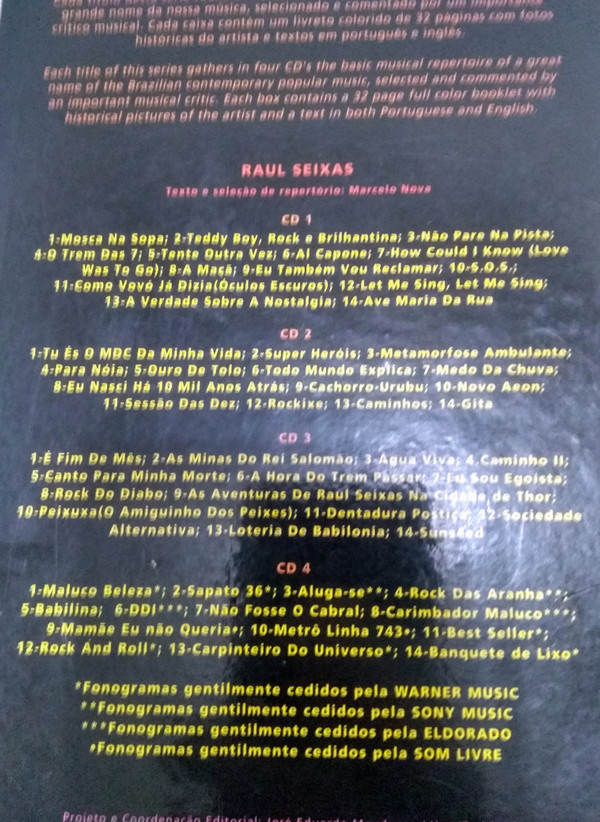 Cada título desta série
por um importante
grande nome da nossa música, selecionado e comentado
crítico musical. Cada caixa contém um livreto colorido de 32 páginas com fotos
históricas do artista e textos em português e inglês.
Each title of this series gathers in four CD's the basic musical repertoire of a great
name of the Brazilian contemporary popular music, selected and commented by
an important musical critic. Each box contains a 32 page full color booklet with
historical pictures of the artist and a text in both Portuguese and English.
RAUL SEIXAS
Texto e seleção de repertório: Marcelo Nova
CD 1
1-Mosca Na Sopa; 2-Teddy Boy, Rock e Brilhantina; 3-Não Pare Na Pista;
4-O Trem Das 7; 5-Tente Outra Vez; 6-Al Capone; 7-How Could I Know (Love
Was To Go); 8-A Maçã; 9-Eu Também Vou Reclamar; 10-S.O.S.;
11-Como Vovó Já Dizia(Óculos Escuros); 12-Let Me Sing, Let Me Sing;
13-A Verdade Sobre A Nostalgia; 14-Ave Maria Da Rua
CD 2
1-Tu És O MDC Da Minha Vida; 2-Super Heróis; 3-Metamorfose Ambulante;
4-Para Nóia; 5-Ouro De Tolo; 6-Todo Mundo Explica; 7-Medo Da Chuva;
8-Eu Nasci Há 10 Mil Anos Atrás; 9-Cachorro-Urubu; 10-Novo Aeon;
11-Sessão Das Dez; 12-Rockixe; 13-Caminhos; 14-Gita
CD 3
1-É Fim De Mês; 2-As Minas Do Rei Salomão; 3-Água Viva; 4.Caminho II;
5-Canto Para Minha Morte; 6-A Hora Do Trem Passar; 7-Eu Sou Egoista;
8-Rock Do Diabo; 9-As Aventuras De Raul Seixas Na Cidade de Thor;
10-Peixuxa(O Amiguinho Dos Peixes); 11-Dentadura Postiça; 12-Sociedade
Alternativa; 13-Loteria De Babilonia; 14-Sunseed
CD 4
1-Maluco Beleza*; 2-Sapato 36*; 3-Aluga-se**; 4-Rock Das Aranha**;
5-Babilina; 6-DDI***; 7-Não Fosse O Cabral; 8-Carimbador Maluco***;
9-Mamãe Eu não Queria•; 10-Metrô Linha 743•; 11-Best Seller*;
12-Rock And Roll*; 13-Carpinteiro Do Universo*; 14-Banquete de Lixo*
*Fonogramas gentilmente cedidos pela WARNER MUSIC
**Fonogramas gentilmente cedidos pela SONY MUSIC
***Fonogramas gentilmente cedidos pela ELDORADO
•Fonogramas gentilmente cedidos pela SOM LIVRE
Projeto e Coordenação Editorial: José Eduardo